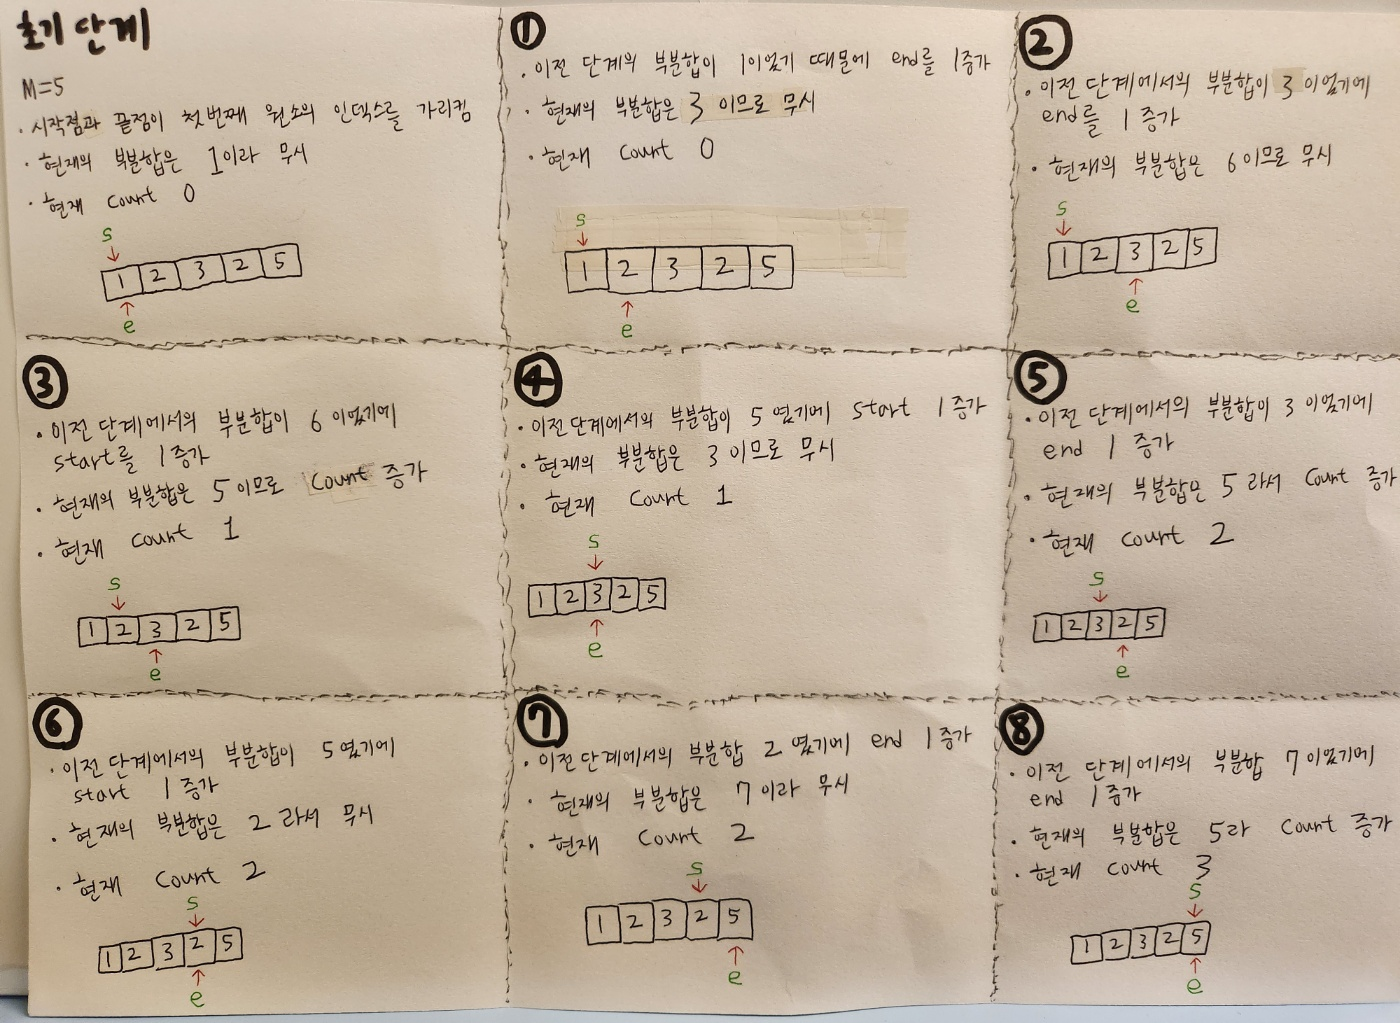 초기 단계
M=5
· 시작점과 끝점이 첫번째 원소의 인덱스를 가리킴
· 현재의 부분합은 1이라 무시
· 현재 count 0
s
1 2 3 2 5
e
①
· 이전 단계의 부분합이 1이었기 때문에 end를 1증가
· 현재의 부분합은 3 이므로 무시
· 현재 count 0
s
1 2 3 2 5
e
②
· 이전 단계에서의 부분합이 3 이었기에
end를 1 증가
· 현재의 부분합은 6 이므로 무시
s
1 2 3 2 5
e
③
· 이전 단계에서의 부분합이 6 이었기에
start를 1 증가
· 현재의 부분합은 5 이므로 count 증가
· 현재 count 1
s
1 2 3 2 5
e
④
· 이전단계에서의 부분합이 5 였기에 start 1 증가
· 현재의 부분합은 3 이므로 무시
· 현재 count 1
s
1 2 3 2 5
e
⑤
· 이전 단계에서의 부분합이 3 이었기에
end 1 증가
· 현재의 부분합은 5 라서 count 증가
· 현재 count 2
s
1 2 3 2 5
e
⑥
· 이전 단계에서의 부분합이 5 였기에
start 1 증가
· 현재의 부분합은 2 라서 무시
· 현재 count 2
s
1 2 3 2 5
e
⑦
· 이전단계에서의 부분합 2 였기에 end 1 증가
· 현재의 부분합은 7 이라 무시
· 현재 count 2
s
1 2 3 2 5
e
⑧
· 이전 단계에서의 부분합 7 이었기에
end 1 증가
· 현재의 부분합은 5라 count 증가
· 현재 count 3
s
1 2 3 2 5
e